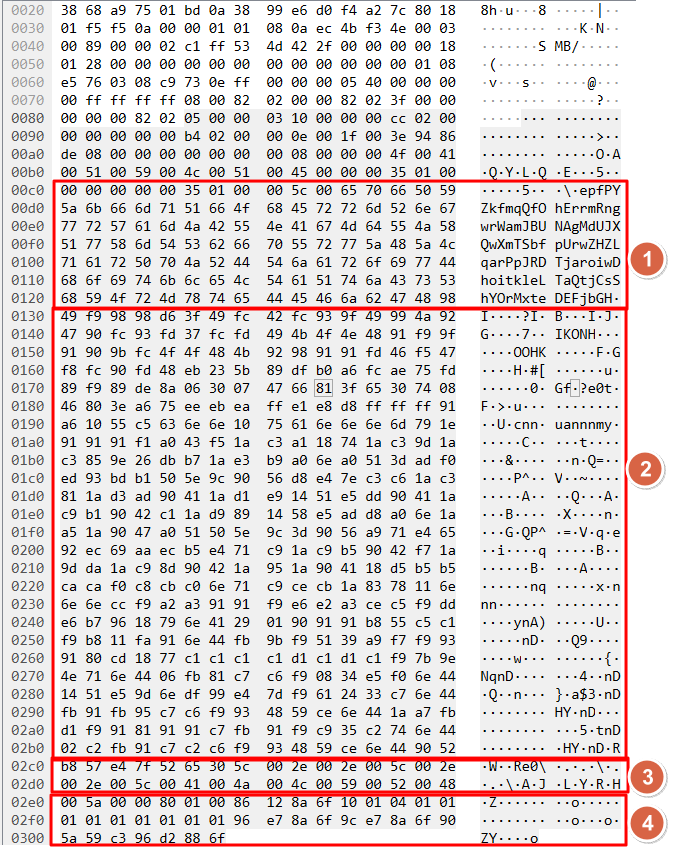 0020 38 68 a9 75 01 bd 0a 38 99 e6 d0 f4 a2 7c 80 18 8h·u···8 ·····|··
0030 01 f5 f5 0a 00 00 01 01 08 0a ec 4b f3 4e 00 03 ········ ···K·N··
0040 00 89 00 00 02 c1 ff 53 4d 42 2f 00 00 00 00 18 ·······S MB/·····
0050 01 28 00 00 00 00 00 00 00 00 00 00 00 00 01 08 ·(······ ········
0060 e5 76 03 08 c9 73 0e ff 00 00 00 05 40 00 00 00 ·v···s·· ····@···
0070 00 ff ff ff ff 08 00 82 02 00 00 82 02 3f 00 00 ········ ·····?··
0080 00 00 00 82 02 05 00 00 03 10 00 00 00 cc 02 00 ········ ········
0090 00 00 00 00 00 b4 02 00 00 0e 00 1f 00 3e 94 86 ········ ·····>··
00a0 de 08 00 00 00 00 00 00 00 08 00 00 00 4f 00 41 ········ ·····O·A
00b0 00 51 00 59 00 4c 00 51 00 45 00 00 00 35 01 00 ·Q·Y·L·Q ·E···5··
00c0 00 00 00 00 00 35 01 00 00 5c 00 65 70 66 50 59 ·····5·· ·\·epfPY
00d0 5a 6b 66 6d 71 51 66 4f 68 45 72 72 6d 52 6e 67 ZkfmqQfO hErrmRng
00e0 77 72 57 61 6d 4a 42 55 4e 41 67 4d 64 55 4a 58 wrWamJBU NAgMdUJX
00f0 51 77 58 6d 54 53 62 66 70 55 72 77 5a 48 5a 4c QwXmTSbf pUrwZHZL
0100 71 61 72 50 70 4a 52 44 54 6a 61 72 6f 69 77 44 qarPpJRD TjaroiwD
0110 68 6f 69 74 6b 6c 65 4c 54 61 51 74 6a 43 73 53 hoitkleL TaQtjCsS
0120 68 59 4f 72 4d 78 74 65 44 45 46 6a 62 47 48 98 hYOrMxte DEFjbGH·
0130 49 f9 98 98 d6 3f 49 fc 42 fc 93 9f 49 99 4a 92 I····?I· B···I·J·
0140 47 90 fc 93 fd 37 fc fd 49 4b 4f 4e 48 91 f9 9f G····7·· IKONH···
0150 91 90 9b fc 4f 4f 48 4b 92 98 91 91 fd 46 f5 47 ····OOHK ·····F·G
0160 f8 fc 90 fd 48 eb 23 5b 89 df b0 a6 fc ae 75 fd ····H·#[ ······u·
0170 89 f9 89 de 8a 06 30 07 47 66 81 3f 65 30 74 08 ······0· Gf·?e0t·
0180 46 80 3e a6 75 ee eb ea ff e1 e8 d8 ff ff ff 91 F·>·u··· ········
0190 a6 10 55 c5 63 6e 6e 10 75 61 6e 6e 6e 6d 79 1e ··U·cnn· uannnmy·
01a0 91 91 91 f1 a0 43 f5 1a c3 a1 18 74 1a c3 9d 1a ·····C·· ···t····
01b0 c3 85 9e 26 db b7 1a e3 b9 a0 6e a0 51 3d ad f0 ···&···· ··n·Q=··
01c0 ed 93 bd b1 50 5e 9c 90 56 d8 e4 7e c3 c6 1a c3 ····P^·· V··~····
01d0 81 1a d3 ad 90 41 1a d1 e9 14 51 e5 dd 90 41 1a ·····A·· ··Q···A·
01e0 c9 b1 90 42 c1 1a d9 89 14 58 e5 ad d8 a0 6e 1a ···B···· ·X····n·
01f0 a5 1a 90 47 a0 51 50 5e 9c 3d 90 56 a9 71 e4 65 ···G·QP^ ·=·V·q·e
0200 92 ec 69 aa ec b5 e4 71 c9 1a c9 b5 90 42 f7 1a ··i····q ·····B··
0210 9d da 1a c9 8d 90 42 1a 95 1a 90 41 18 d5 b5 b5 ······B· ···A····
0220 ca ca f0 c8 cb c0 6e 71 c9 ce cb 1a 83 78 11 6e ······nq ·····x·n
0230 6e 6e cc f9 a2 a3 91 91 f9 e6 e2 a3 ce c5 f9 dd nn······ ········
0240 e6 b7 96 18 79 6e 41 29 01 90 91 91 b8 55 c5 c1 ····ynA) ·····U··
0250 f9 b8 11 fa 91 6e 44 fb 9b f9 51 39 a9 f7 f9 93 ·····nD· ··Q9····
0260 91 80 cd 18 77 c1 c1 c1 c1 d1 c1 d1 c1 f9 7b 9e ····w··· ······{·
0270 4e 71 6e 44 06 fb 81 c7 c6 f9 08 34 e5 f0 6e 44 NqnD···· ···4··nD
0280 14 51 e5 9d 6e df 99 e4 7d f9 61 24 33 c7 6e 44 ·Q··n··· }·a$3·nD
0290 fb 91 fb 95 c7 c6 f9 93 48 59 ce 6e 44 1a a7 fb ········ HY·nD···
02a0 d1 f9 91 81 91 91 c7 fb 91 f9 c9 35 c2 74 6e 44 ········ ···5·tnD
02b0 02 c2 fb 91 c7 c2 c6 f9 93 48 59 ce 6e 44 90 52 ········ ·HY·nD·R
02c0 b8 57 e4 7f 52 65 30 5c 00 2e 00 2e 00 5c 00 2e ·W··Re0\ ·.·.·\·.
02d0 00 2e 00 5c 00 41 00 4a 00 4c 00 59 00 52 00 48 ·.·\·A·J ·L·Y·R·H
02e0 00 5a 00 00 80 01 00 86 12 8a 6f 10 01 04 01 01 ·Z······ ··o·····
02f0 01 01 01 01 01 01 01 96 e7 8a 6f 9c e7 8a 6f 90 ········ ··o···o·
0300 5a 59 c3 96 d2 88 6f ZY····o
1
2
3
4